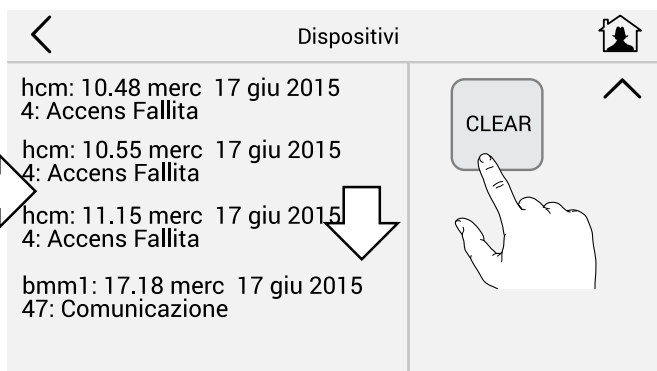 Dispositivi
hcm: 10.48 merc 17 giu 2015
4: Accens Fallita
hcm: 10.55 merc 17 giu 2015
4: Accens Fallita
hcm: 11.15 merc 17 giu 2015
4: Accens Fallita
bmm1: 17.18 merc 17 giu 2015
47: Comunicazione
CLEAR